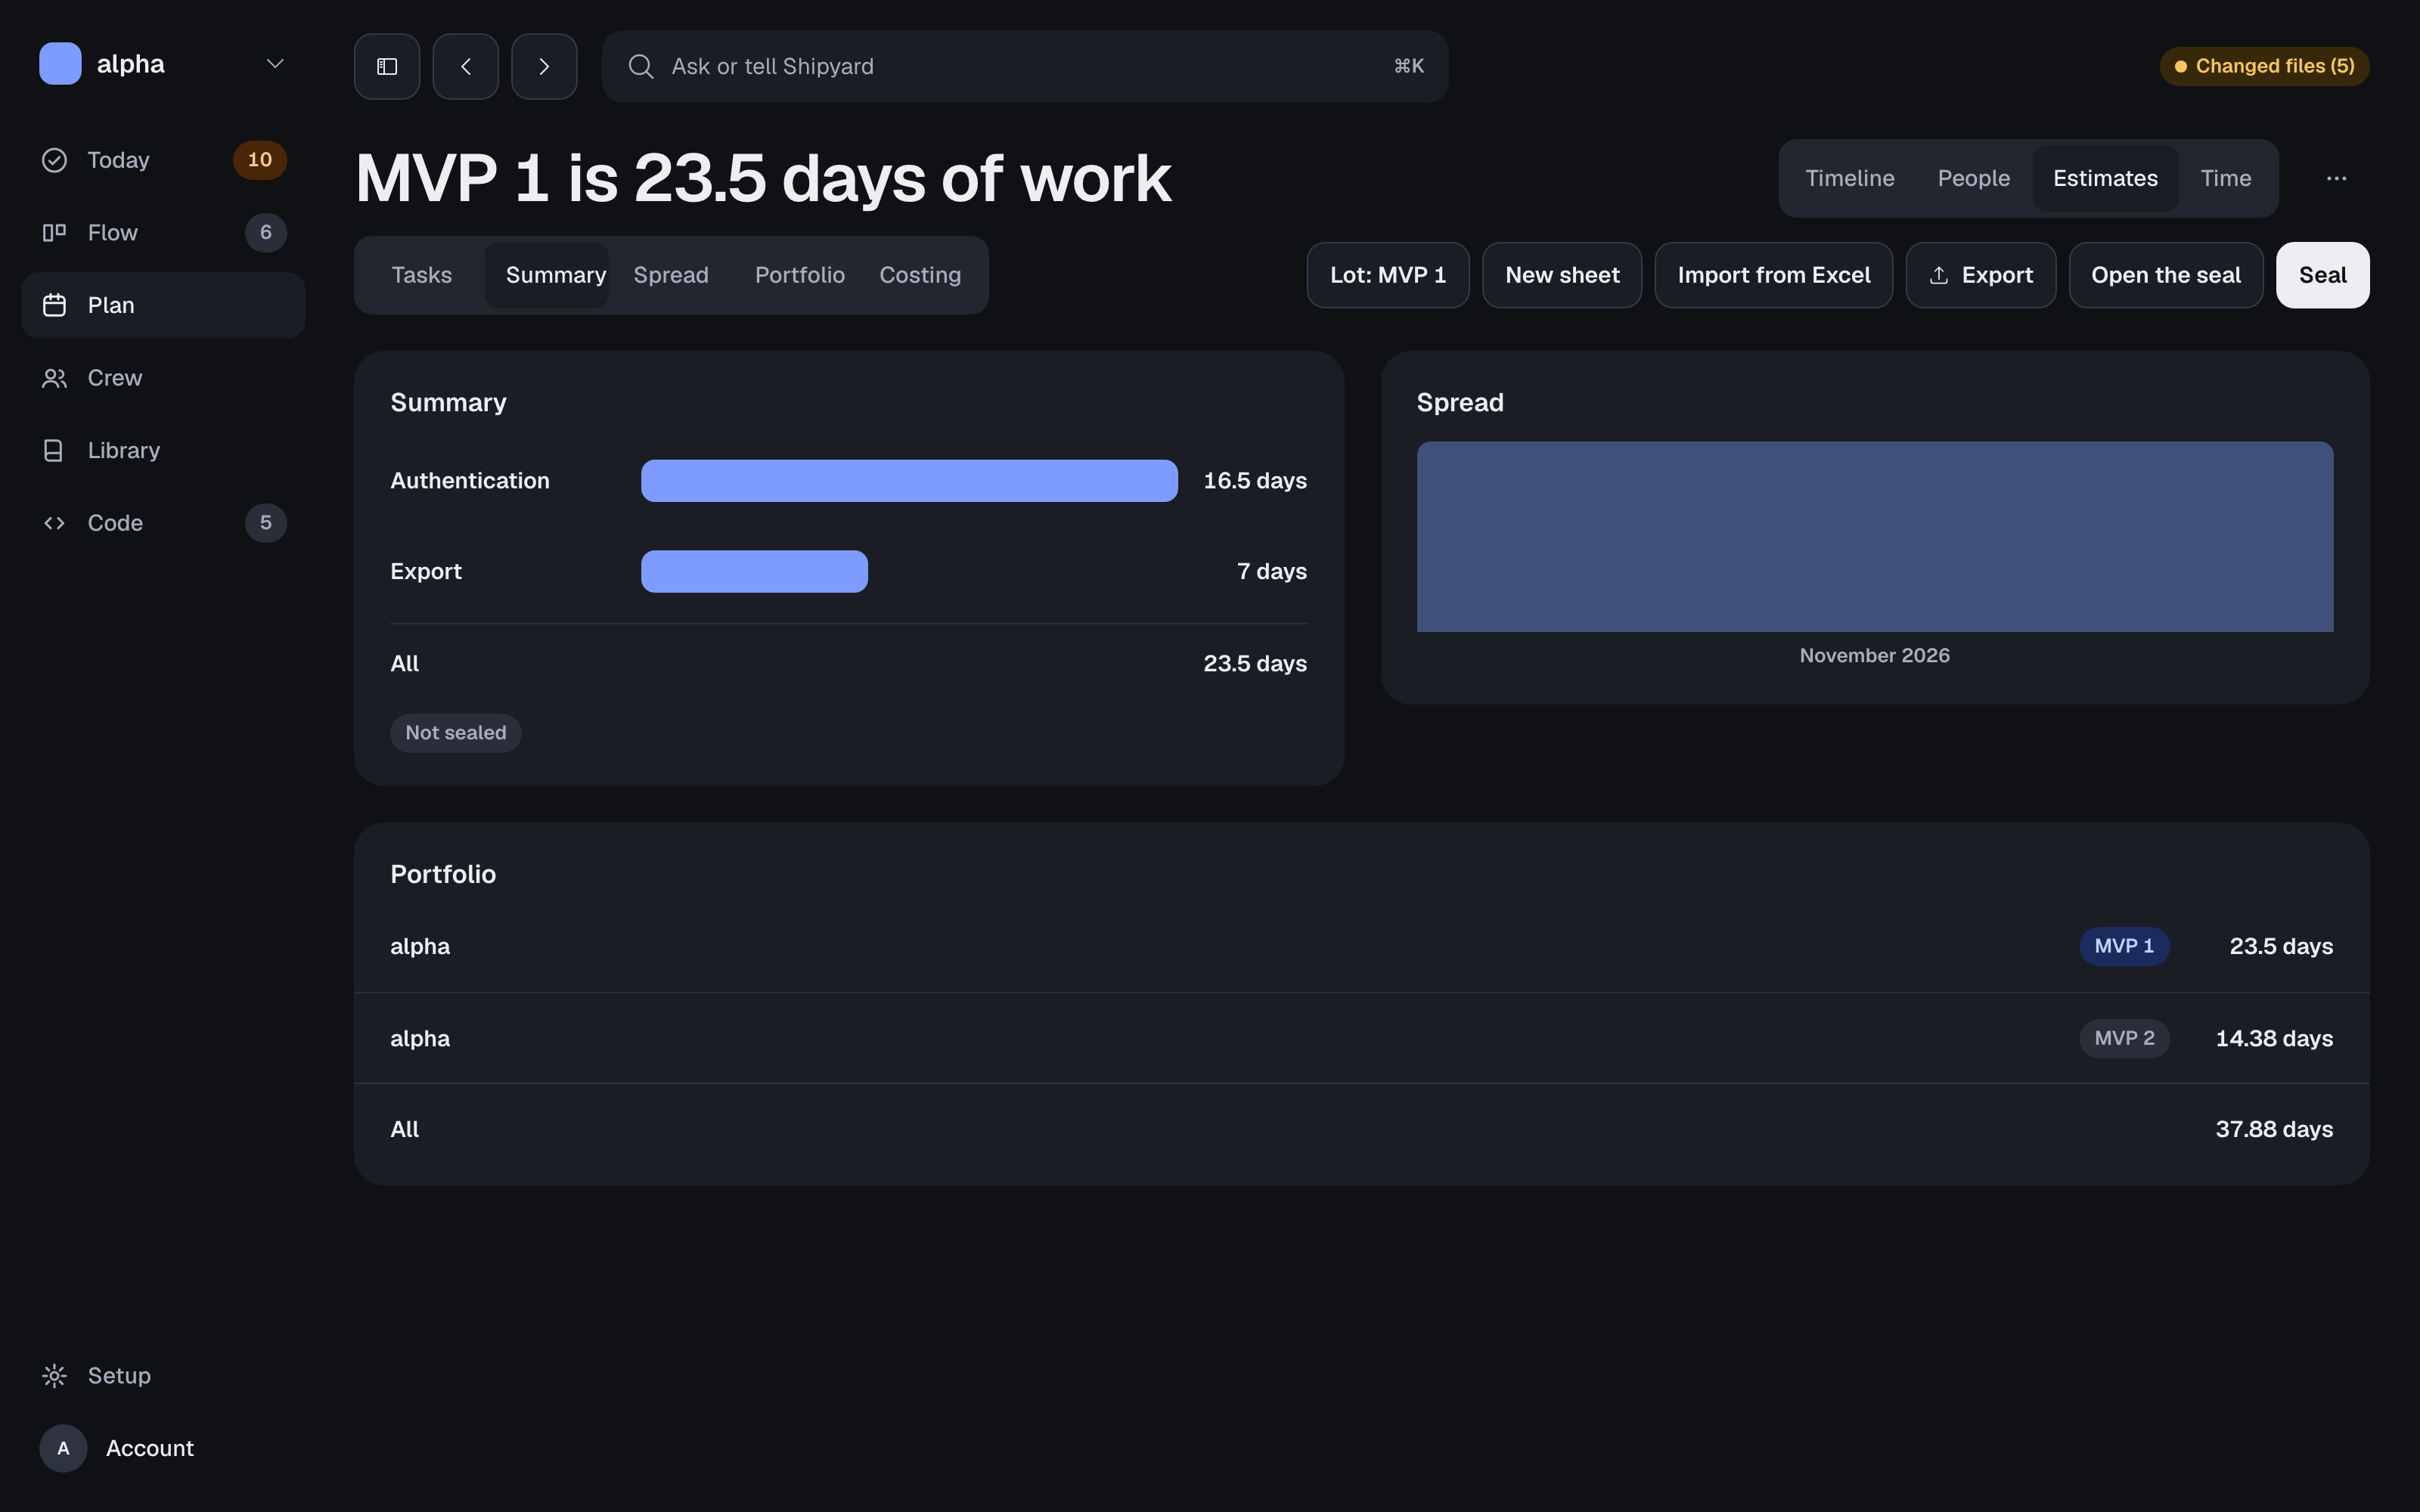 alpha
Ask or tell Shipyard
⌘K
Changed files (5)
Today 10
Flow 6
Plan
Crew
Library
Code 5
Setup
A Account
MVP 1 is 23.5 days of work
Timeline People Estimates Time
Tasks Summary Spread Portfolio Costing
Lot: MVP 1 New sheet Import from Excel Export Open the seal Seal
Summary
Authentication 16.5 days
Export 7 days
All 23.5 days
Not sealed
Spread
November 2026
Portfolio
alpha MVP 1 23.5 days
alpha MVP 2 14.38 days
All 37.88 days